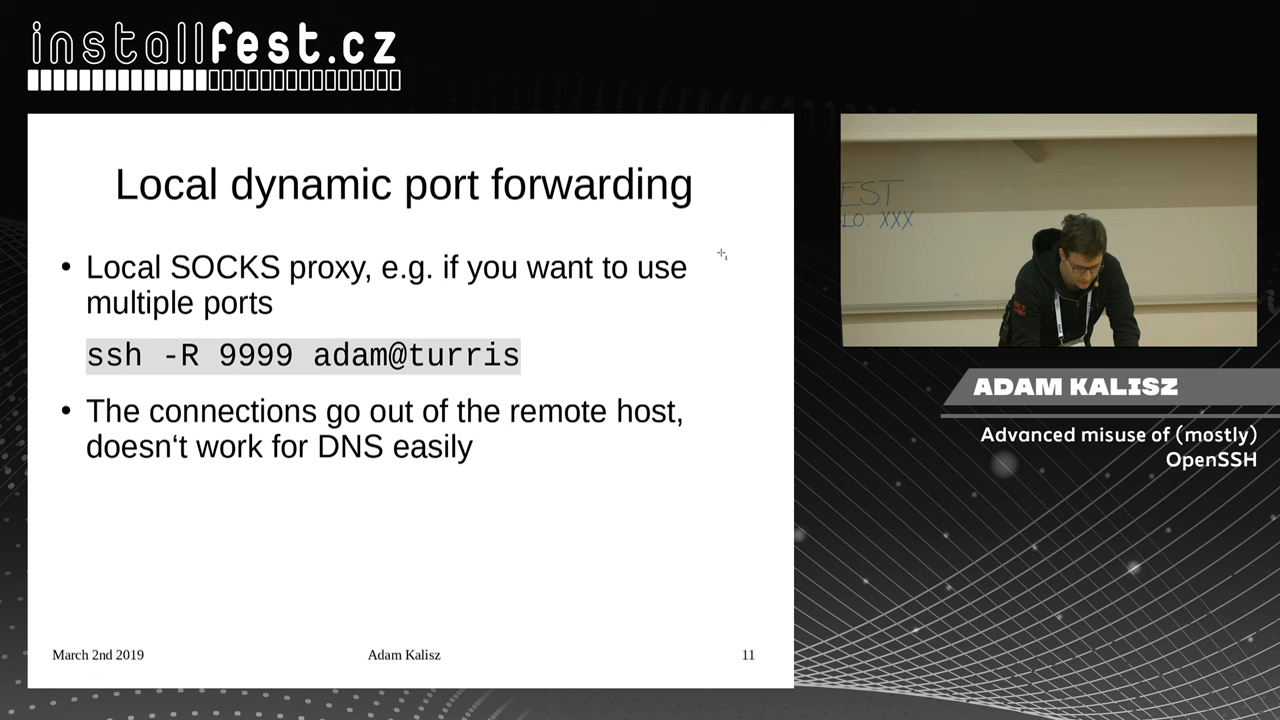 installfest.cz
Local dynamic port forwarding
• Local SOCKS proxy, e.g. if you want to use
multiple ports
ssh -R 9999 adam@turris
• The connections go out of the remote host,
doesn‘t work for DNS easily
March 2nd 2019
Adam Kalisz
11
EST
LO: XXX
ADAM KALISZ
Advanced misuse of (mostly)
OpenSSH